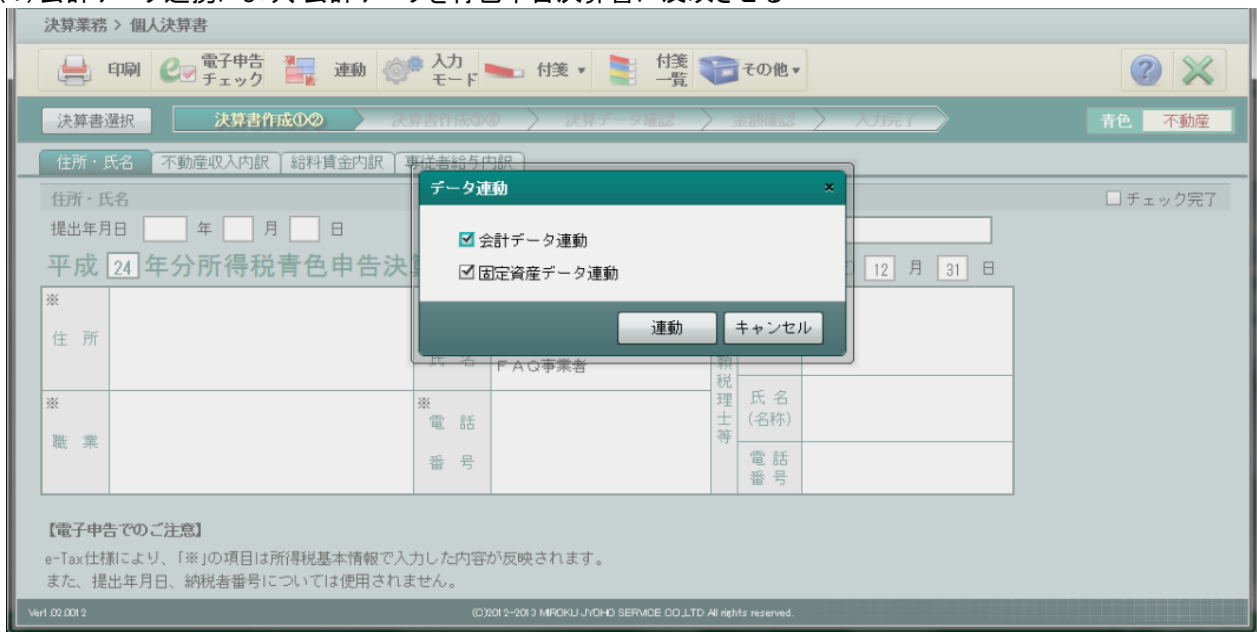 決算業務 > 個人決算書
印刷 電子申告チェック 連動 入力モード 付箋 付箋一覧 その他
決算書選択 決算書作成①② 決算書作成③④ 決算データ確認 金額確認 入力完了 青色 不動産
住所・氏名 不動産収入内訳 給料賃金内訳 専従者給与内訳
データ連動 ×
住所・氏名 チェック完了
提出年月日 年 月 日
会計データ連動
平成 24 年分所得税青色申告決 12 月 31 日
固定資産データ連動
連動 キャンセル
※
住 所
氏 名
FAQ事業者
税理士等
※
職 業
※
電 話
番 号
氏 名
(名称)
電 話
番 号
【電子申告でのご注意】
e-Tax仕様により、「※」の項目は所得税基本情報で入力した内容が反映されます。
また、提出年月日、納税者番号については使用されません。
Ver1.02.0012 (C)2012-2013 MIROKU JYOHO SERVICE CO.,LTD All rights reserved.